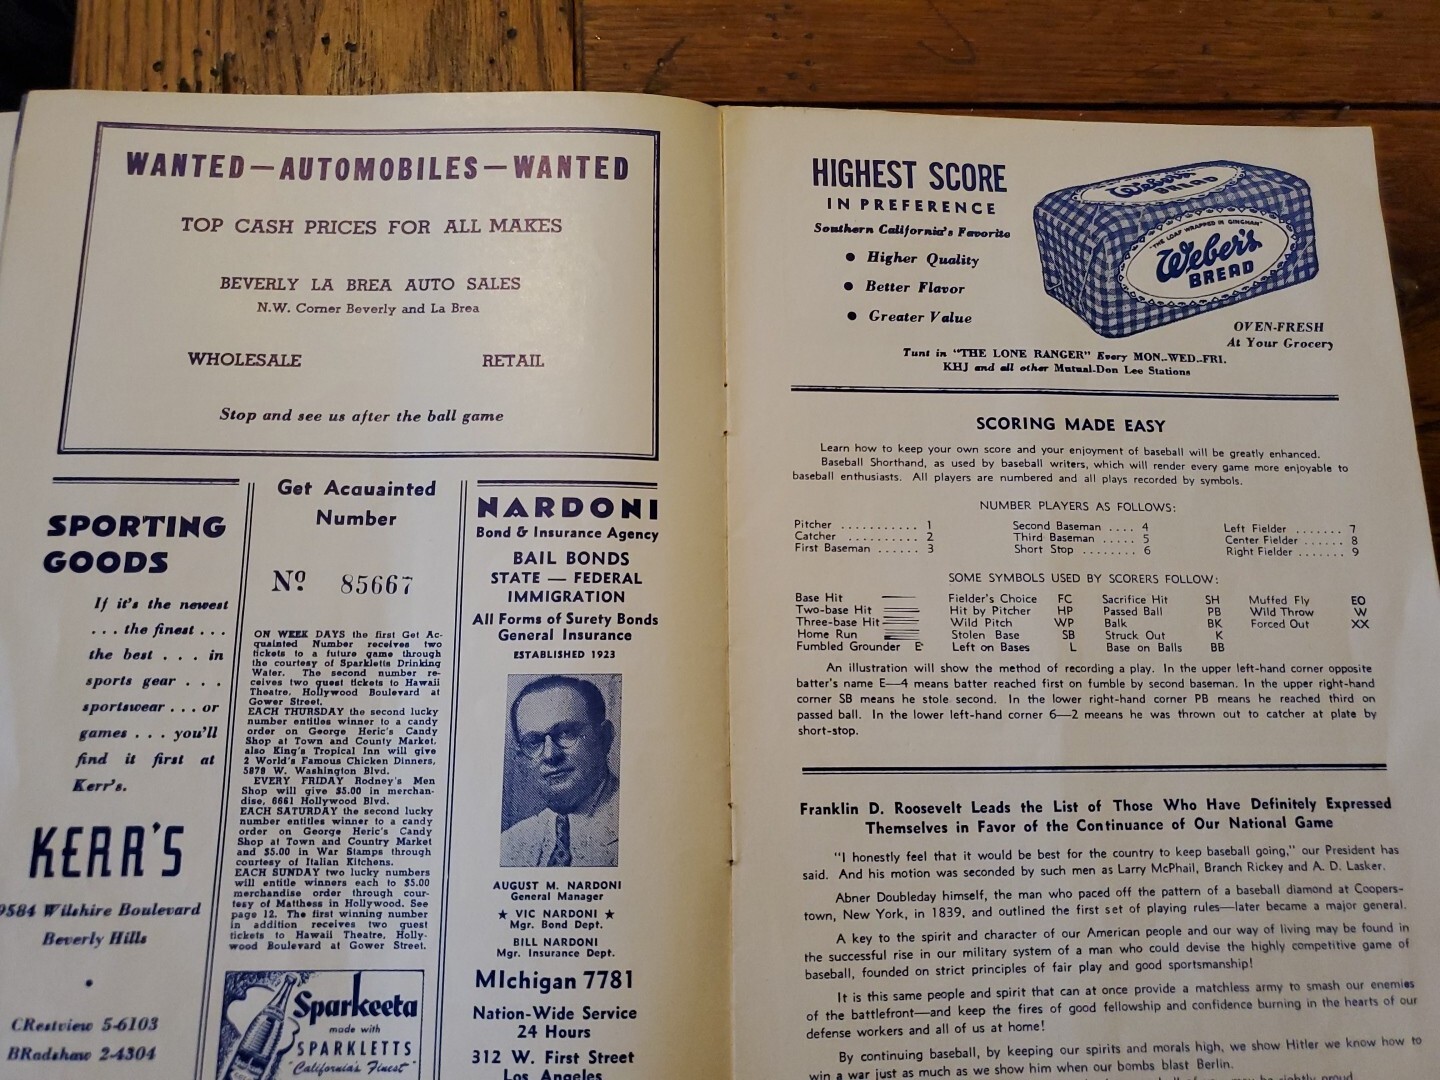 WANTED—AUTOMOBILES—WANTED
TOP CASH PRICES FOR ALL MAKES
BEVERLY LA BREA AUTO SALES
N.W. Corner Beverly and La Brea
WHOLESALE RETAIL
Stop and see us after the ball game
SPORTING
GOODS
If it's the newest
... the finest ...
the best ... in
sports gear ...
sportswear ... or
games ... you'll
find it first at
Kerr's.
KERR'S
9584 Wilshire Boulevard
Beverly Hills
•
CRestview 5-6103
BRadshaw 2-4304
Get Acquainted
Number
Nº 85667
ON WEEK DAYS the first Get Ac-
quainted Number receives two
tickets to a future game through
the courtesy of Sparkletts Drinking
Water. The second number re-
ceives two guest tickets to Hawaii
Theatre, Hollywood Boulevard at
Gower Street.
EACH THURSDAY the second lucky
number entitles winner to a candy
order on George Heric's Candy
Shop at Town and County Market,
also King's Tropical Inn will give
2 World's Famous Chicken Dinners,
5879 W. Washington Blvd.
EVERY FRIDAY Rodney's Men
Shop will give $5.00 in merchan-
dise, 6661 Hollywood Blvd.
EACH SATURDAY the second lucky
number entitles winner to a candy
order on George Heric's Candy
Shop at Town and Country Market
and $5.00 in War Stamps through
courtesy of Italian Kitchens.
EACH SUNDAY two lucky numbers
will entitle winners each to $5.00
merchandise order through cour-
tesy of Matthess in Hollywood. See
page 12. The first winning number
in addition receives two guest
tickets to Hawaii Theatre, Holly-
wood Boulevard at Gower Street.
Sparkeeta
made with
SPARKLETTS
"California's Finest"
NARDONI
Bond & Insurance Agency
BAIL BONDS
STATE — FEDERAL
IMMIGRATION
All Forms of Surety Bonds
General Insurance
ESTABLISHED 1923
AUGUST M. NARDONI
General Manager
★ VIC NARDONI ★
Mgr. Bond Dept.
BILL NARDONI
Mgr. Insurance Dept.
MIchigan 7781
Nation-Wide Service
24 Hours
312 W. First Street
Los Angeles
HIGHEST SCORE
IN PREFERENCE
Southern California's Favorite
● Higher Quality
● Better Flavor
● Greater Value
Weber's
BREAD
"THE LOAF WRAPPED IN GINGHAM"
Weber's
BREAD
OVEN-FRESH
At Your Grocery
Tunt in "THE LONE RANGER" Every MON.-WED.-FRI.
KHJ and all other Mutual-Don Lee Stations
SCORING MADE EASY
Learn how to keep your own score and your enjoyment of baseball will be greatly enhanced.
Baseball Shorthand, as used by baseball writers, which will render every game more enjoyable to
baseball enthusiasts. All players are numbered and all plays recorded by symbols.
NUMBER PLAYERS AS FOLLOWS:
Pitcher ........... 1 Second Baseman .... 4 Left Fielder ....... 7
Catcher .......... 2 Third Baseman ..... 5 Center Fielder ..... 8
First Baseman ...... 3 Short Stop ........ 6 Right Fielder ...... 9
SOME SYMBOLS USED BY SCORERS FOLLOW:
Base Hit Fielder's Choice FC Sacrifice Hit SH Muffed Fly EO
Two-base Hit Hit by Pitcher HP Passed Ball PB Wild Throw W
Three-base Hit Wild Pitch WP Balk BK Forced Out XX
Home Run Stolen Base SB Struck Out K
Fumbled Grounder E Left on Bases L Base on Balls BB
An illustration will show the method of recording a play. In the upper left-hand corner opposite
batter's name E—4 means batter reached first on fumble by second baseman. In the upper right-hand
corner SB means he stole second. In the lower right-hand corner PB means he reached third on
passed ball. In the lower left-hand corner 6—2 meeans he was thrown out to catcher at plate by
short-stop.
Franklin D. Roosevelt Leads the List of Those Who Have Definitely Expressed
Themselves in Favor of the Continuance of Our National Game
"I honestly feel that it would be best for the country to keep baseball going," our President has
said. And his motion was seconded by such men as Larry McPhail, Branch Rickey and A. D. Lasker.
Abner Doubleday himself, the man who paced off the pattern of a baseball diamond at Coopers-
town, New York, in 1839, and outlined the first set of playing rules—later became a major general.
A key to the spirit and character of our American people and our way of living may be found in
the successful rise in our military system of a man who could devise the highly competitive game of
baseball, founded on strict principles of fair play and good sportsmanship!
It is this same people and spirit that can at once provide a matchless army to smash our enemies
of the battlefront—and keep the fires of good fellowship and confidence burning in the hearts of our
defense workers and all of us at home!
By continuing baseball, by keeping our spirits and morals high, we show Hitler we know how to
win a war just as much as we show him when our bombs blast Berlin.